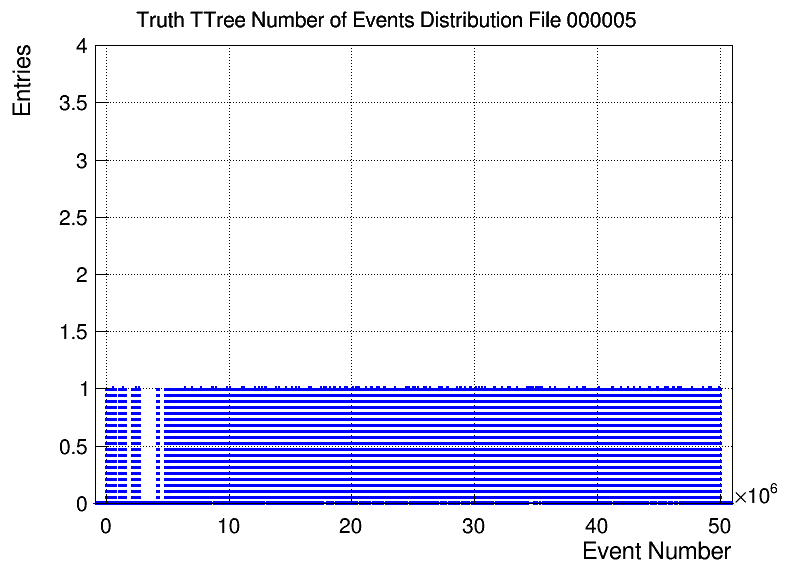 Truth TTree Number of Events Distribution File 000005
Entries
4
3.5
3
2.5
2
1.5
1
0.5
0
0 10 20 30 40 50
×10⁶
Event Number